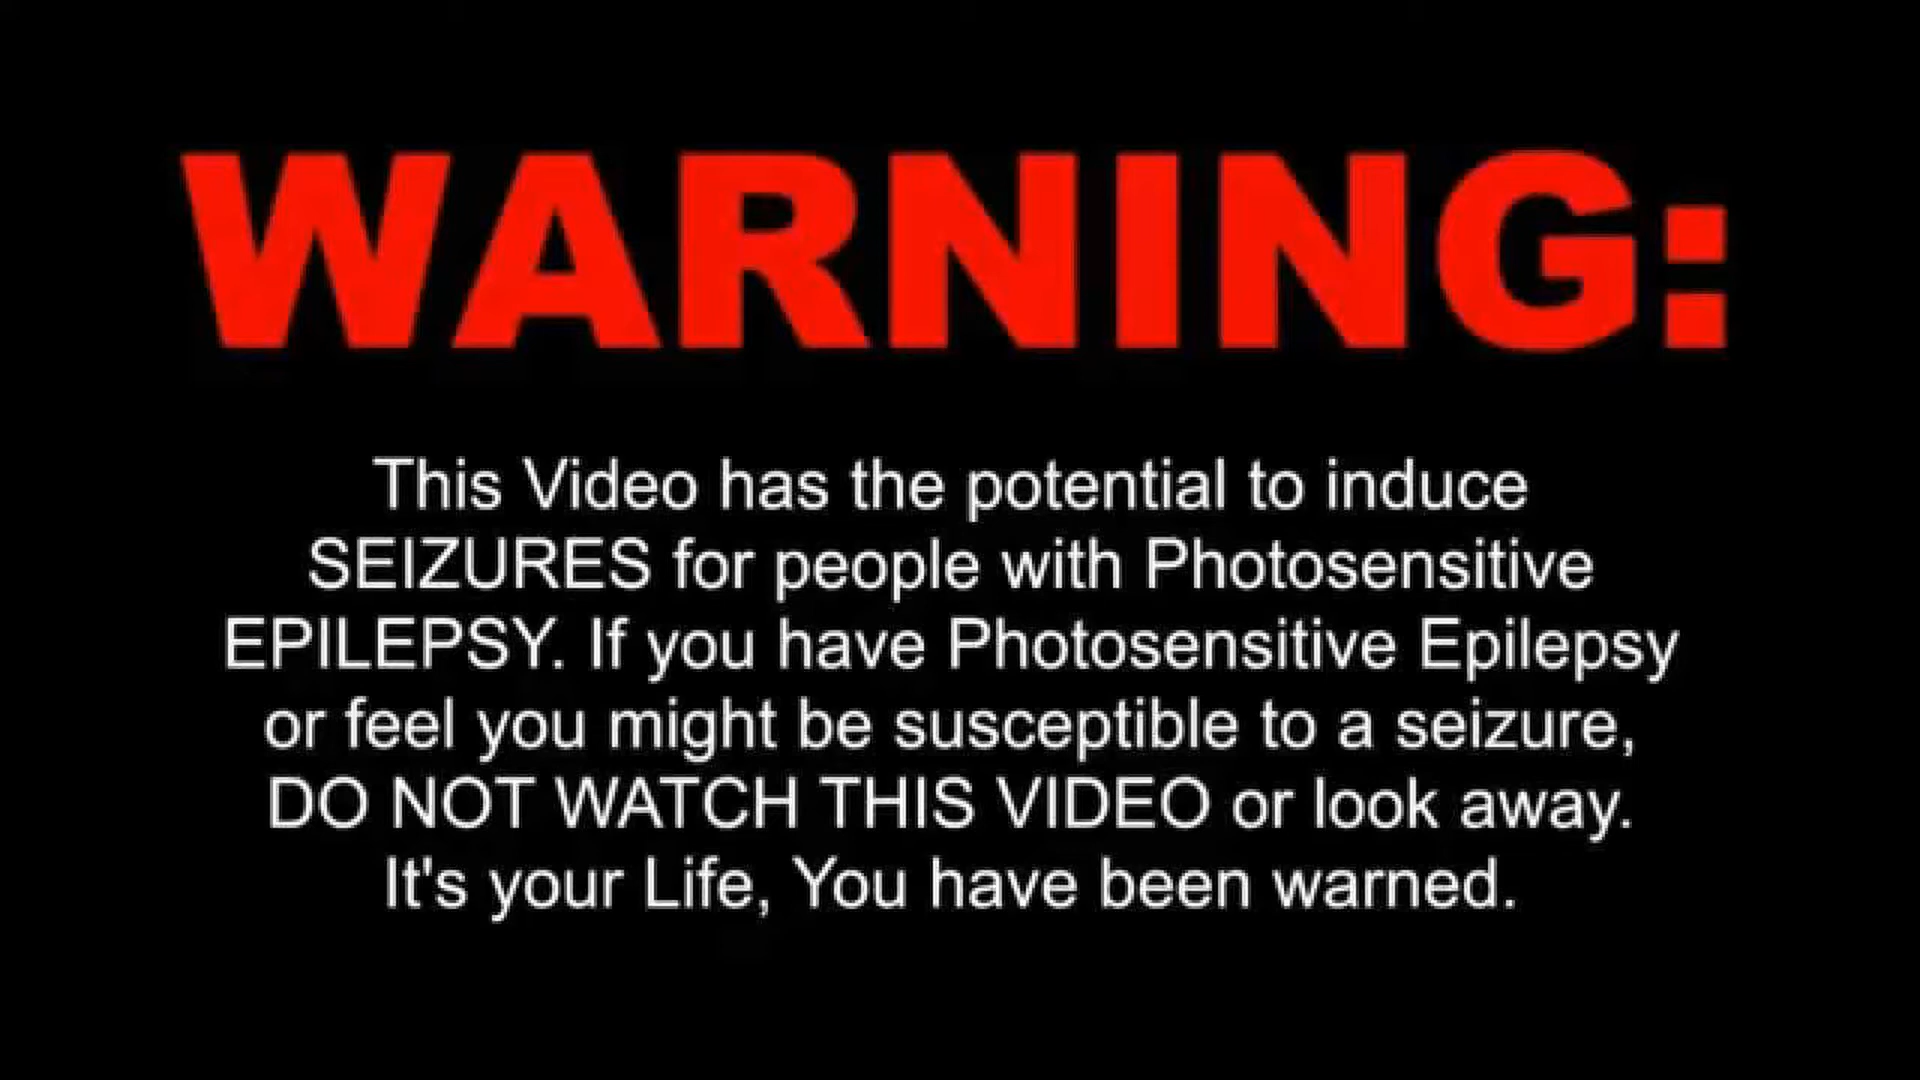 WARNING:
This Video has the potential to induce
SEIZURES for people with Photosensitive
EPILEPSY. If you have Photosensitive Epilepsy
or feel you might be susceptible to a seizure,
DO NOT WATCH THIS VIDEO or look away.
It's your Life, You have been warned.